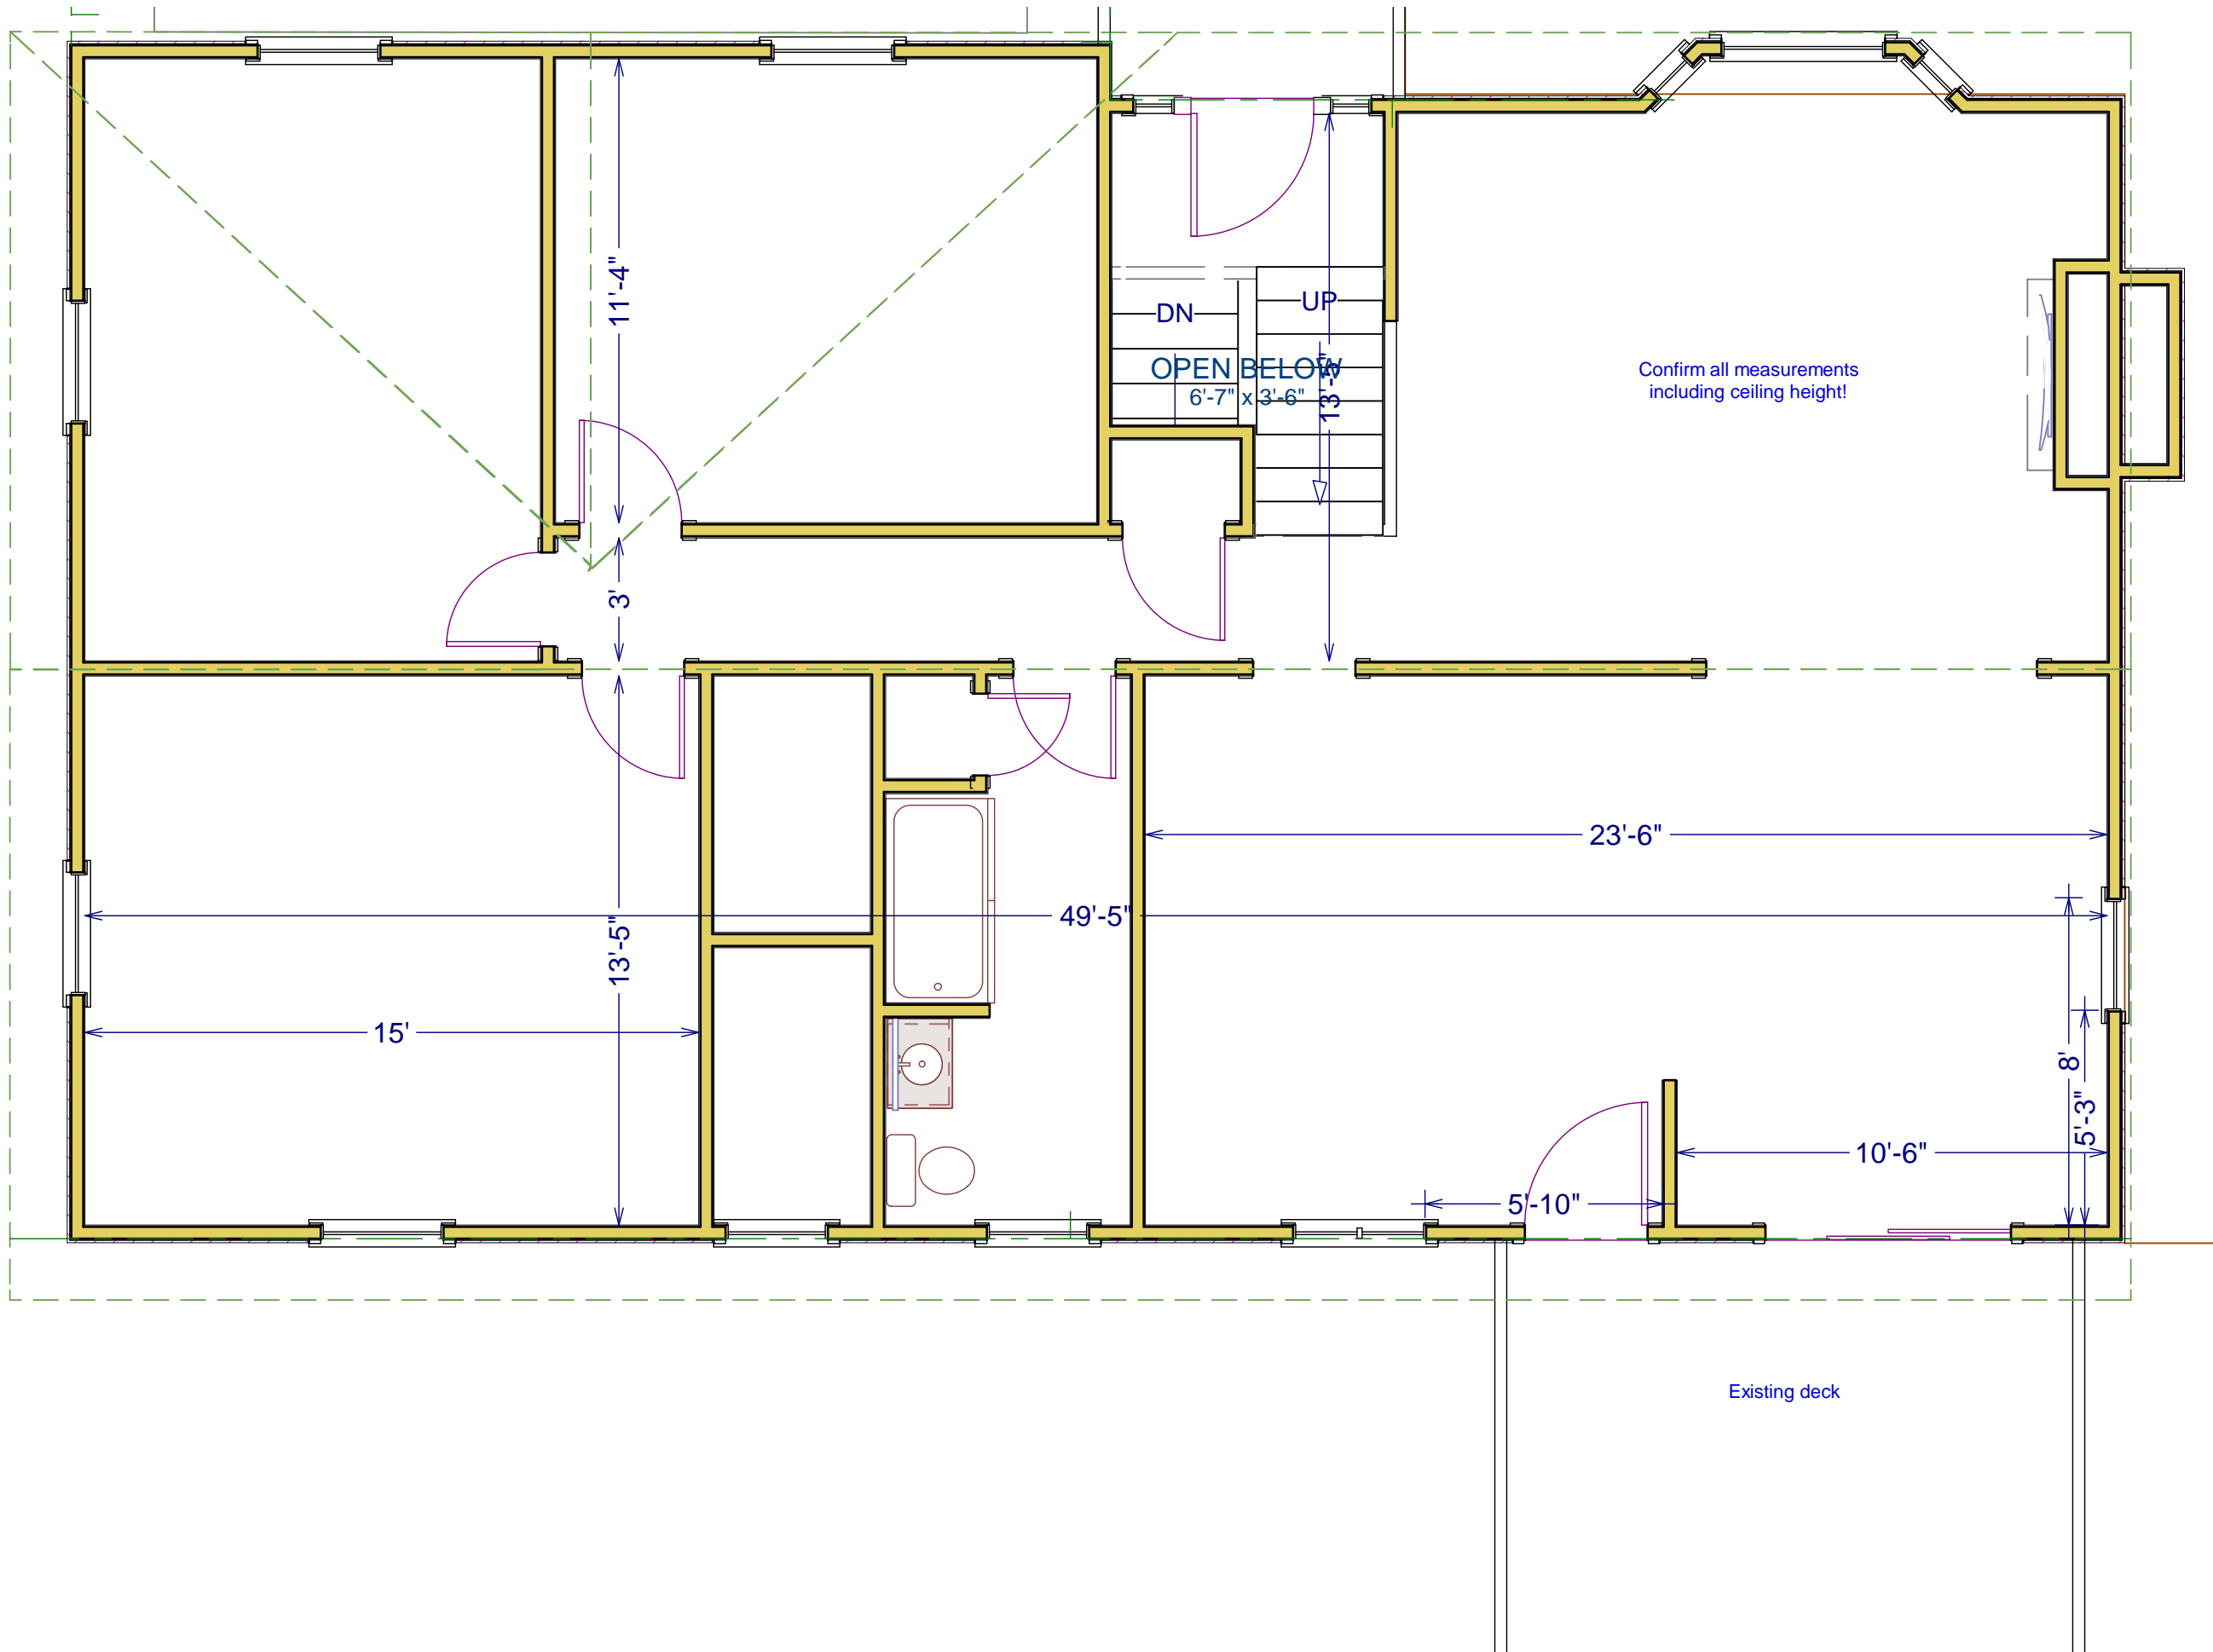 11'-4"
DN
UP
OPEN BELOW
6'-7" x 3'-6"
13'-5"
Confirm all measurements
including ceiling height!
3'
23'-6"
49'-5"
13'-5"
15'
8'
5'-3"
10'-6"
5'-10"
Existing deck